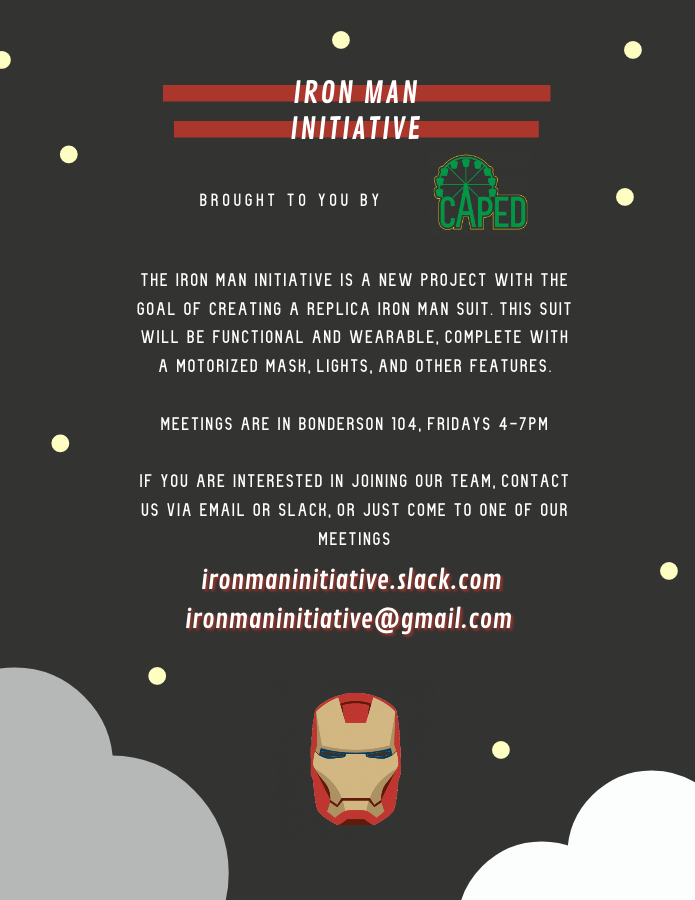 IRON MAN
INITIATIVE
BROUGHT TO YOU BY
CAPED
THE IRON MAN INITIATIVE IS A NEW PROJECT WITH THE
GOAL OF CREATING A REPLICA IRON MAN SUIT. THIS SUIT
WILL BE FUNCTIONAL AND WEARABLE, COMPLETE WITH
A MOTORIZED MASK, LIGHTS, AND OTHER FEATURES.
MEETINGS ARE IN BONDERSON 104, FRIDAYS 4-7PM
IF YOU ARE INTERESTED IN JOINING OUR TEAM, CONTACT
US VIA EMAIL OR SLACK, OR JUST COME TO ONE OF OUR
MEETINGS
ironmaninitiative.slack.com
ironmaninitiative@gmail.com